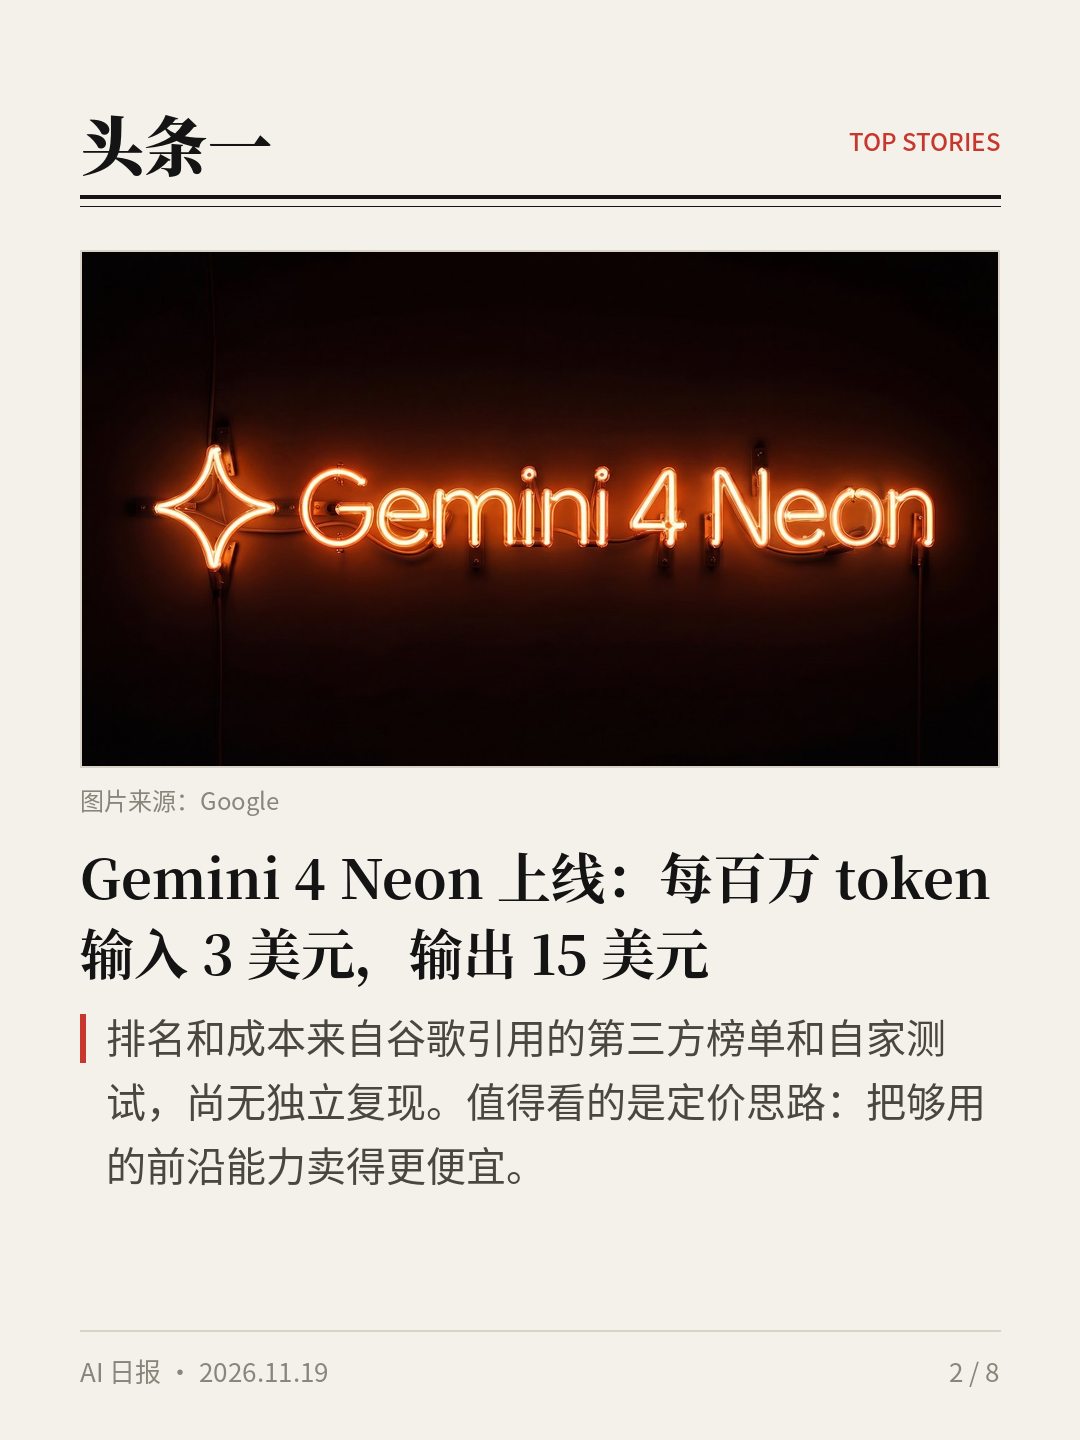 头条一
TOP STORIES
Gemini 4 Neon
图片来源：Google
Gemini 4 Neon 上线：每百万 token
输入 3 美元，输出 15 美元
排名和成本来自谷歌引用的第三方榜单和自家测
试，尚无独立复现。值得看的是定价思路：把够用
的前沿能力卖得更便宜。
AI 日报 · 2026.11.19
2 / 8